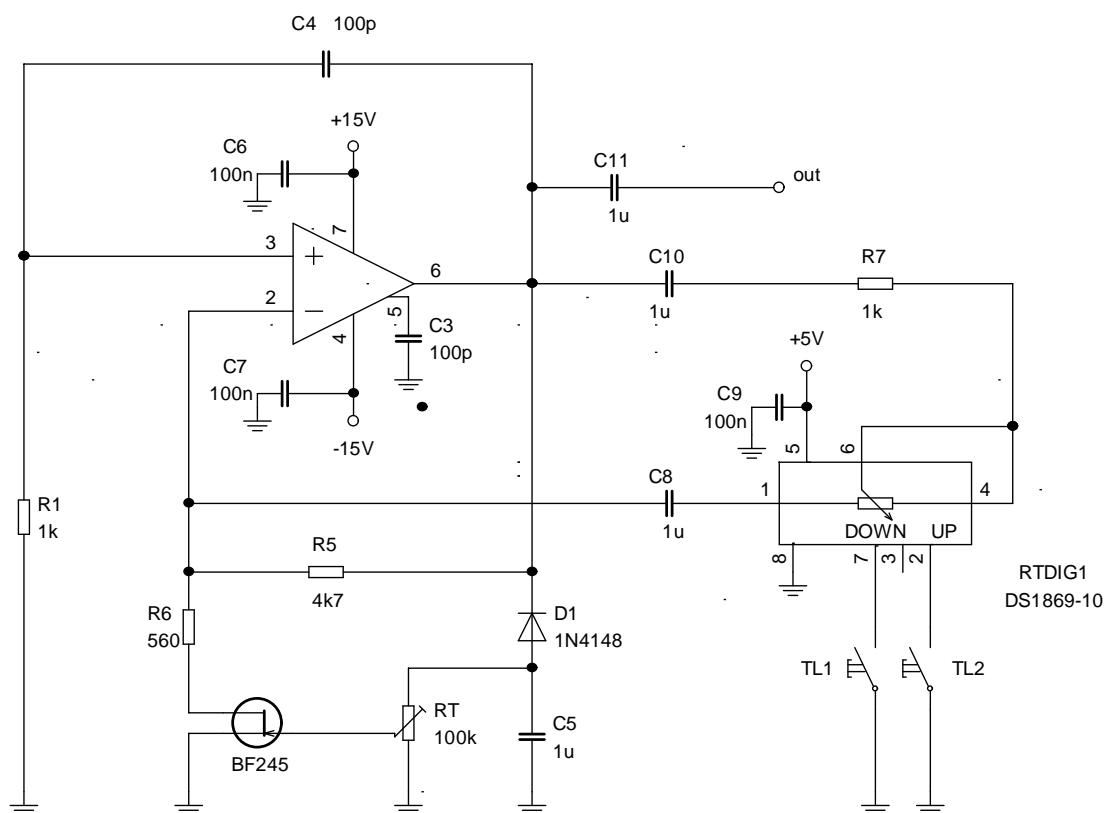 C4 100p
+15V
C6
100n
C11
1u
out
7
3
+
2
−
6
5
4
C3
100p
C10
1u
R7
1k
C7
100n
-15V
+5V
C9
100n
5
6
R1
1k
C8
1u
1
4
DOWN UP
8
7
3
2
RTDIG1
DS1869-10
R5
4k7
R6
560
D1
1N4148
TL1
TL2
RT
100k
C5
1u
BF245